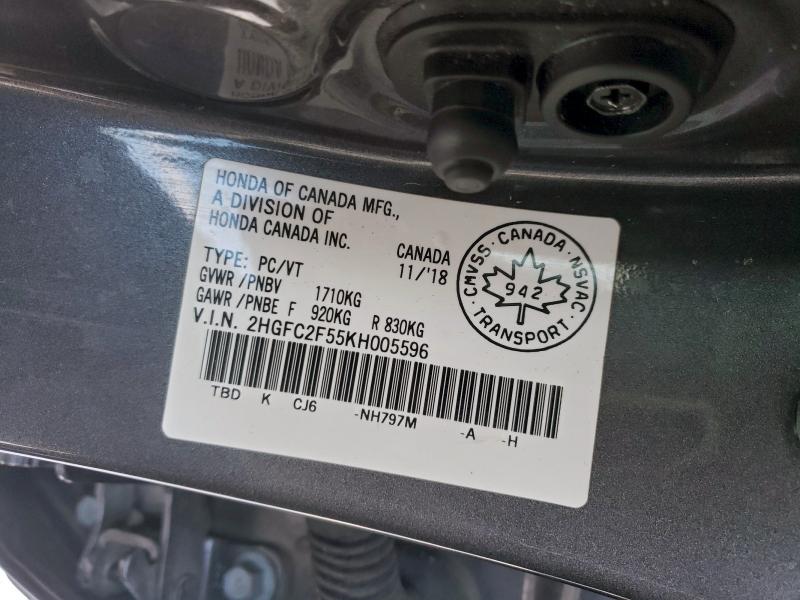 HONDA OF CANADA MFG.,
A DIVISION OF
HONDA CANADA INC.
CANADA
11/'18
TYPE: PC/VT
GVWR/PNBV 1710KG
GAWR/PNBE F 920KG R 830KG
V.I.N. 2HGFC2F55KH005596
TBD K CJ6 -NH797M -A -H
CMVSS · CANADA · NSVAC
942
· TRANSPORT ·